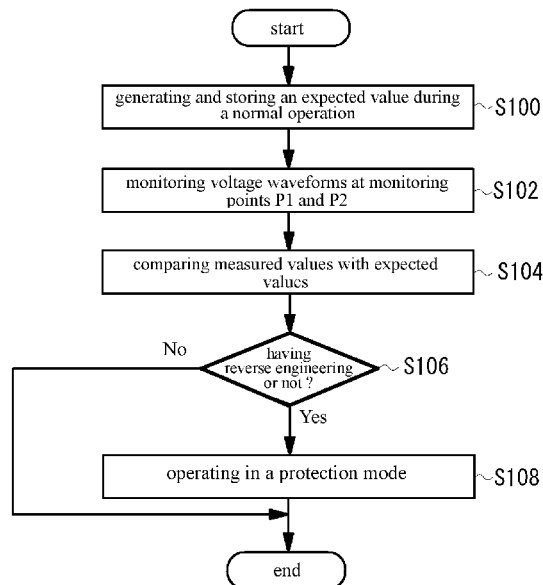 start
generating and storing an expected value during
a normal operation
S100
monitoring voltage waveforms at monitoring
points P1 and P2
S102
comparing measured values with expected
values
S104
No
having
reverse engineering
or not ?
S106
Yes
operating in a protection mode
S108
end